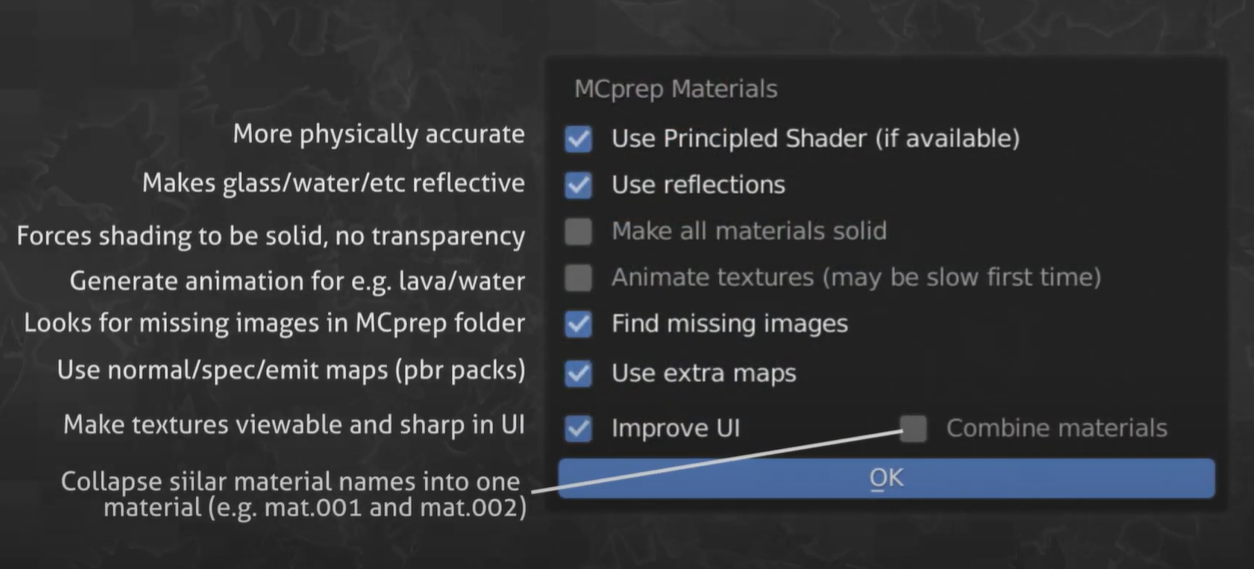 MCprep Materials
More physically accurate
Use Principled Shader (if available)
Makes glass/water/etc reflective
Use reflections
Forces shading to be solid, no transparency
Make all materials solid
Generate animation for e.g. lava/water
Animate textures (may be slow first time)
Looks for missing images in MCprep folder
Find missing images
Use normal/spec/emit maps (pbr packs)
Use extra maps
Make textures viewable and sharp in UI
Improve UI
Combine materials
Collapse siilar material names into one
material (e.g. mat.001 and mat.002)
OK